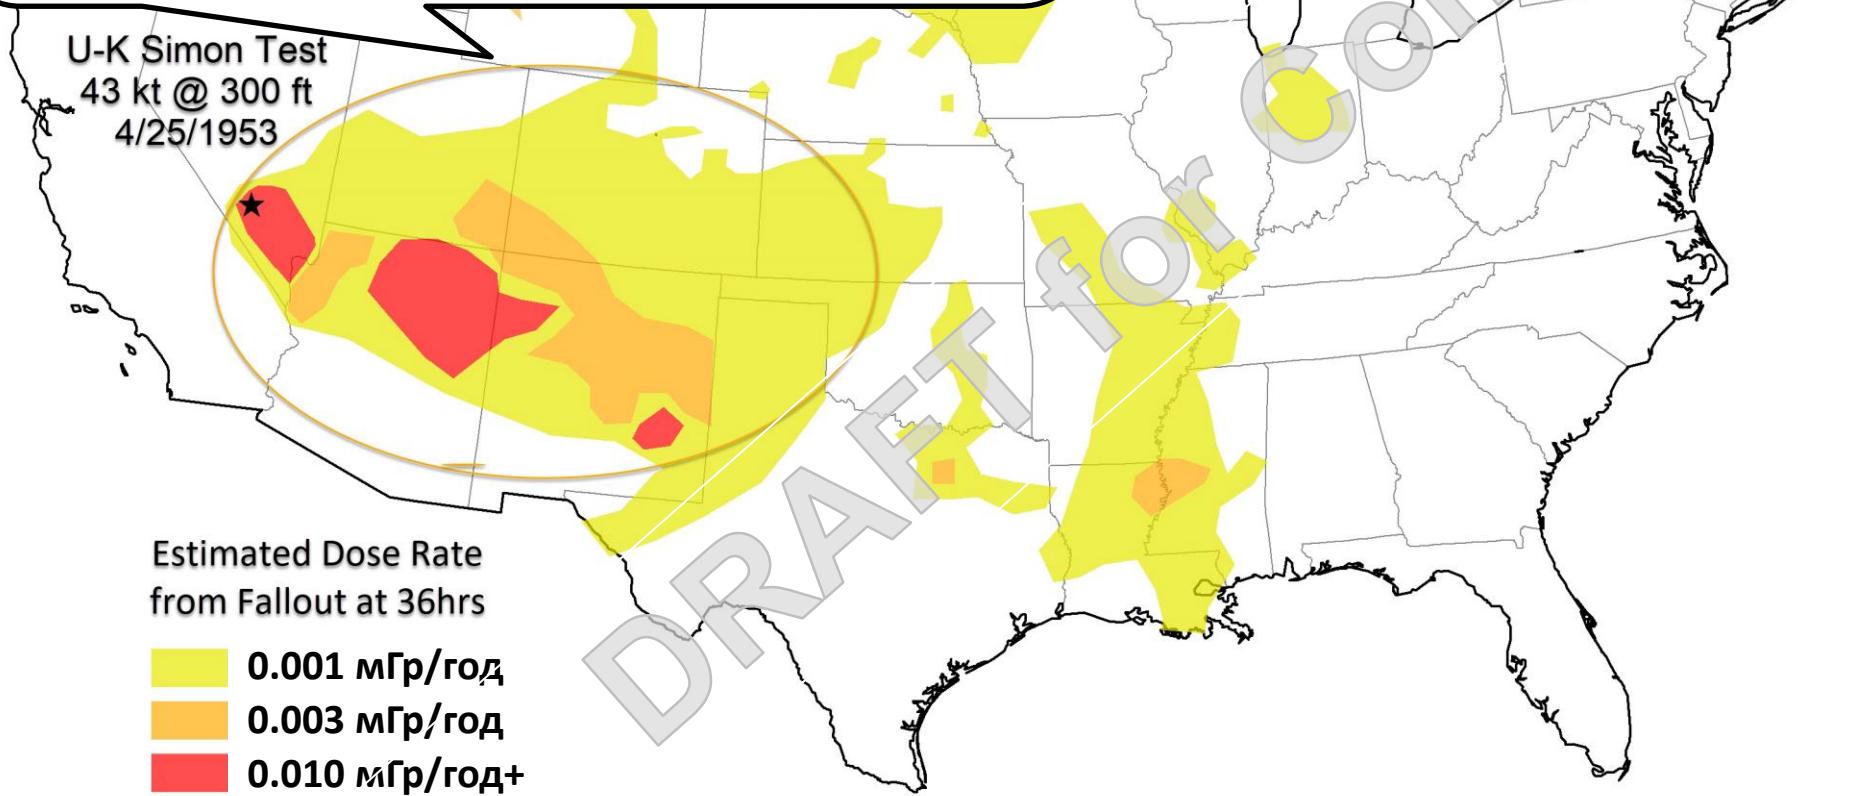 U-K Simon Test
43 kt @ 300 ft
4/25/1953
DRAFT for Com
Estimated Dose Rate
from Fallout at 36hrs
0.001 мГр/год
0.003 мГр/год
0.010 мГр/год+